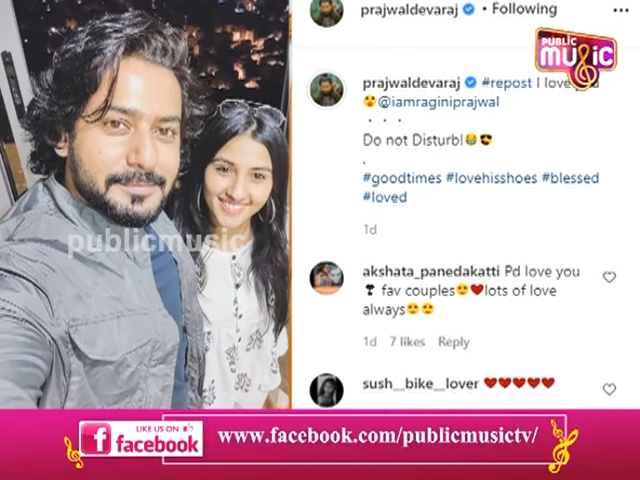 prajwaldevaraj • Following
PUBLIC
music
prajwaldevaraj #repost I love you
😍@iamraginiprajwal
• • •
Do not Disturb!😂😎
.
#goodtimes #lovehisshoes #blessed
#loved
1d
akshata_panedakatti Pd love you
❣ fav couples😍❤lots of love
always😍😍
1d 7 likes Reply
sush__bike__lover ❤❤❤❤❤
publicmusic
LIKE US ON
f facebook
www.facebook.com/publicmusictv/